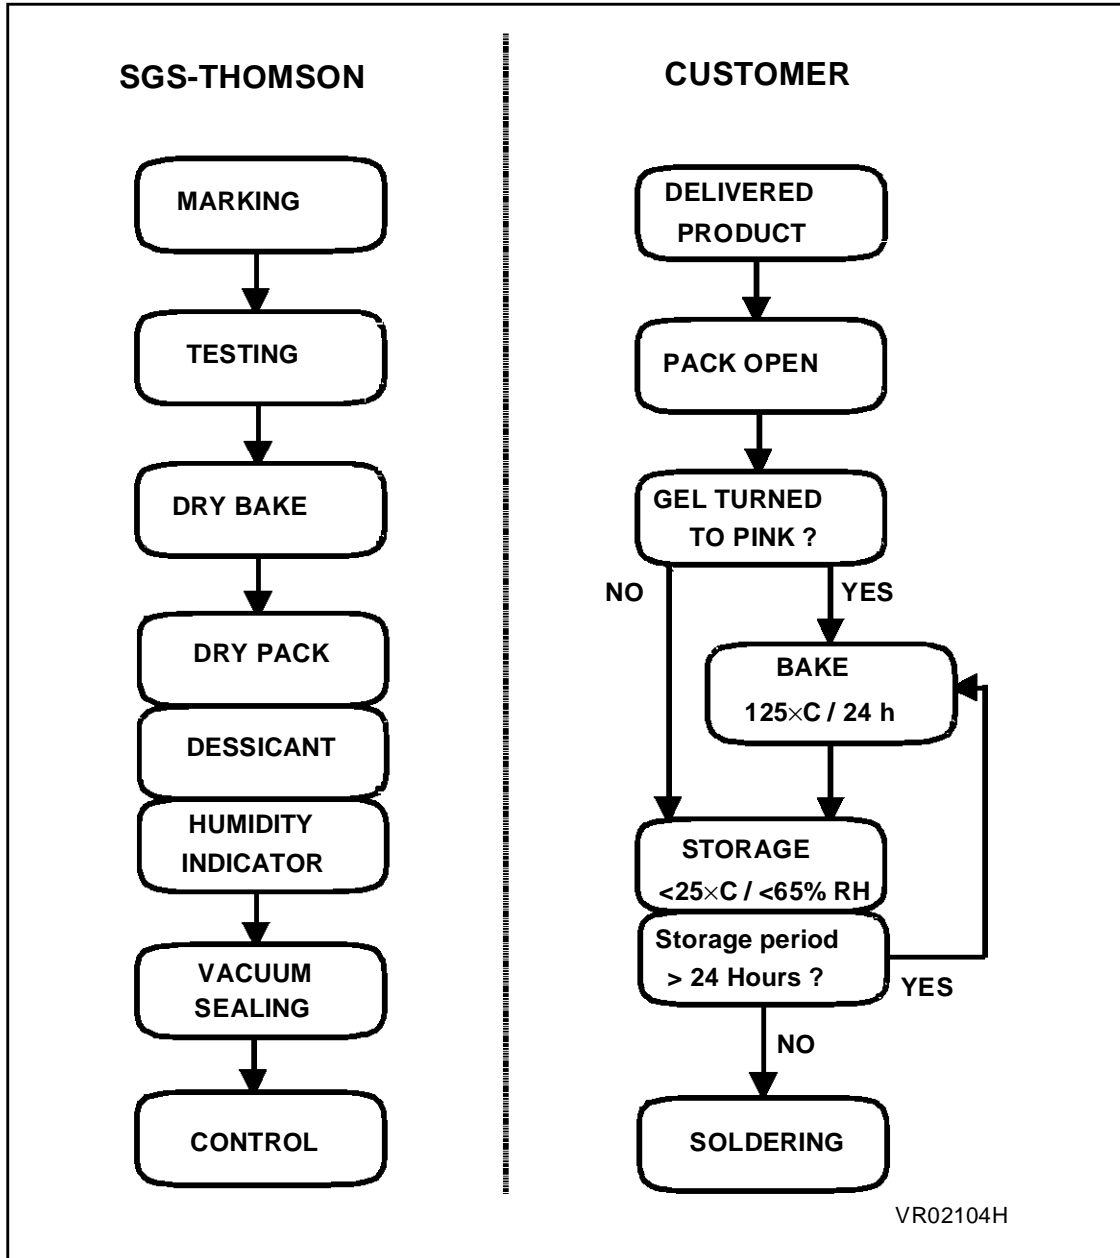 SGS-THOMSON
MARKING
TESTING
DRY BAKE
DRY PACK
DESSICANT
HUMIDITY
INDICATOR
VACUUM
SEALING
CONTROL
CUSTOMER
DELIVERED
PRODUCT
PACK OPEN
GEL TURNED
TO PINK ?
NO
YES
BAKE
125×C / 24 h
STORAGE
<25×C / <65% RH
Storage period
> 24 Hours ?
YES
NO
SOLDERING
VR02104H